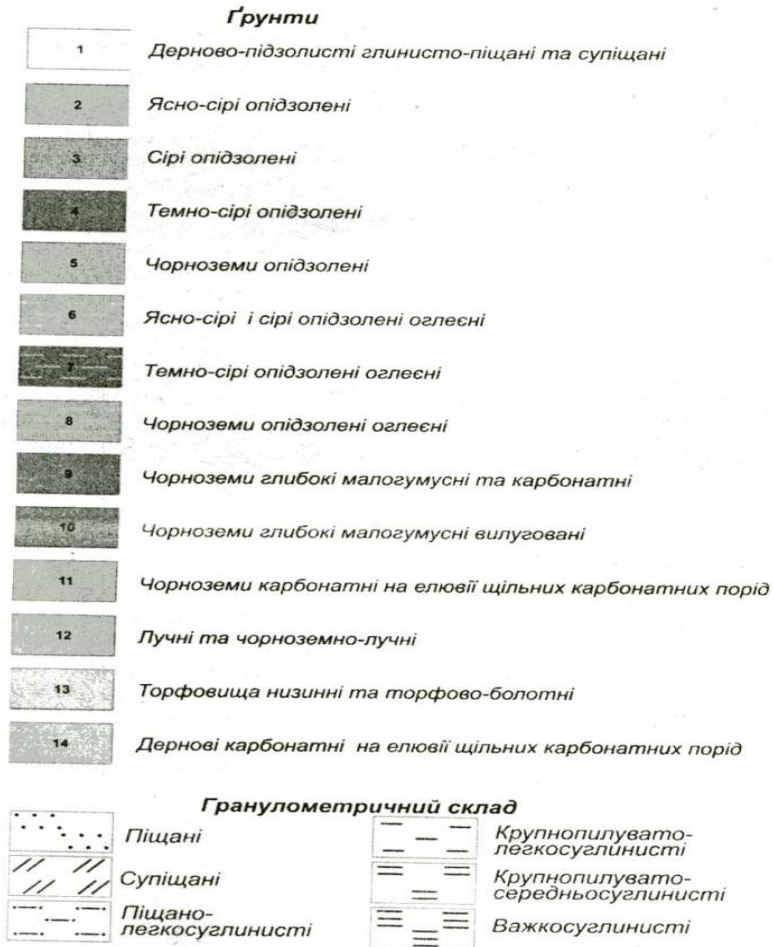 Ґрунти
1 Дерново-підзолисті глинисто-піщані та супіщані
2 Ясно-сірі опідзолені
3 Сірі опідзолені
4 Темно-сірі опідзолені
5 Чорноземи опідзолені
6 Ясно-сірі і сірі опідзолені оглеєні
7 Темно-сірі опідзолені оглеєні
8 Чорноземи опідзолені оглеєні
9 Чорноземи глибокі малогумусні та карбонатні
10 Чорноземи глибокі малогумусні вилуговані
11 Чорноземи карбонатні на елювії щільних карбонатних порід
12 Лучні та чорноземно-лучні
13 Торфовища низинні та торфово-болотні
14 Дернові карбонатні на елювії щільних карбонатних порід
Гранулометричний склад
Піщані
Супіщані
Піщано-
легкосуглинисті
Крупнопилувато-
легкосуглинисті
Крупнопилувато-
середньосуглинисті
Важкосуглинисті